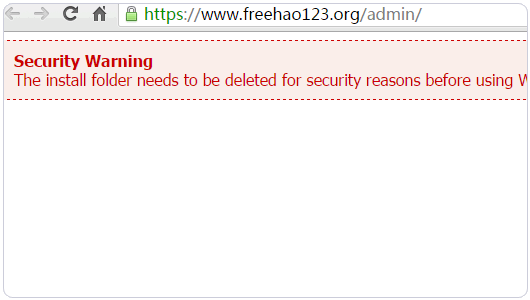 https://www.freehao123.org/admin/
Security Warning
The install folder needs to be deleted for security reasons before using